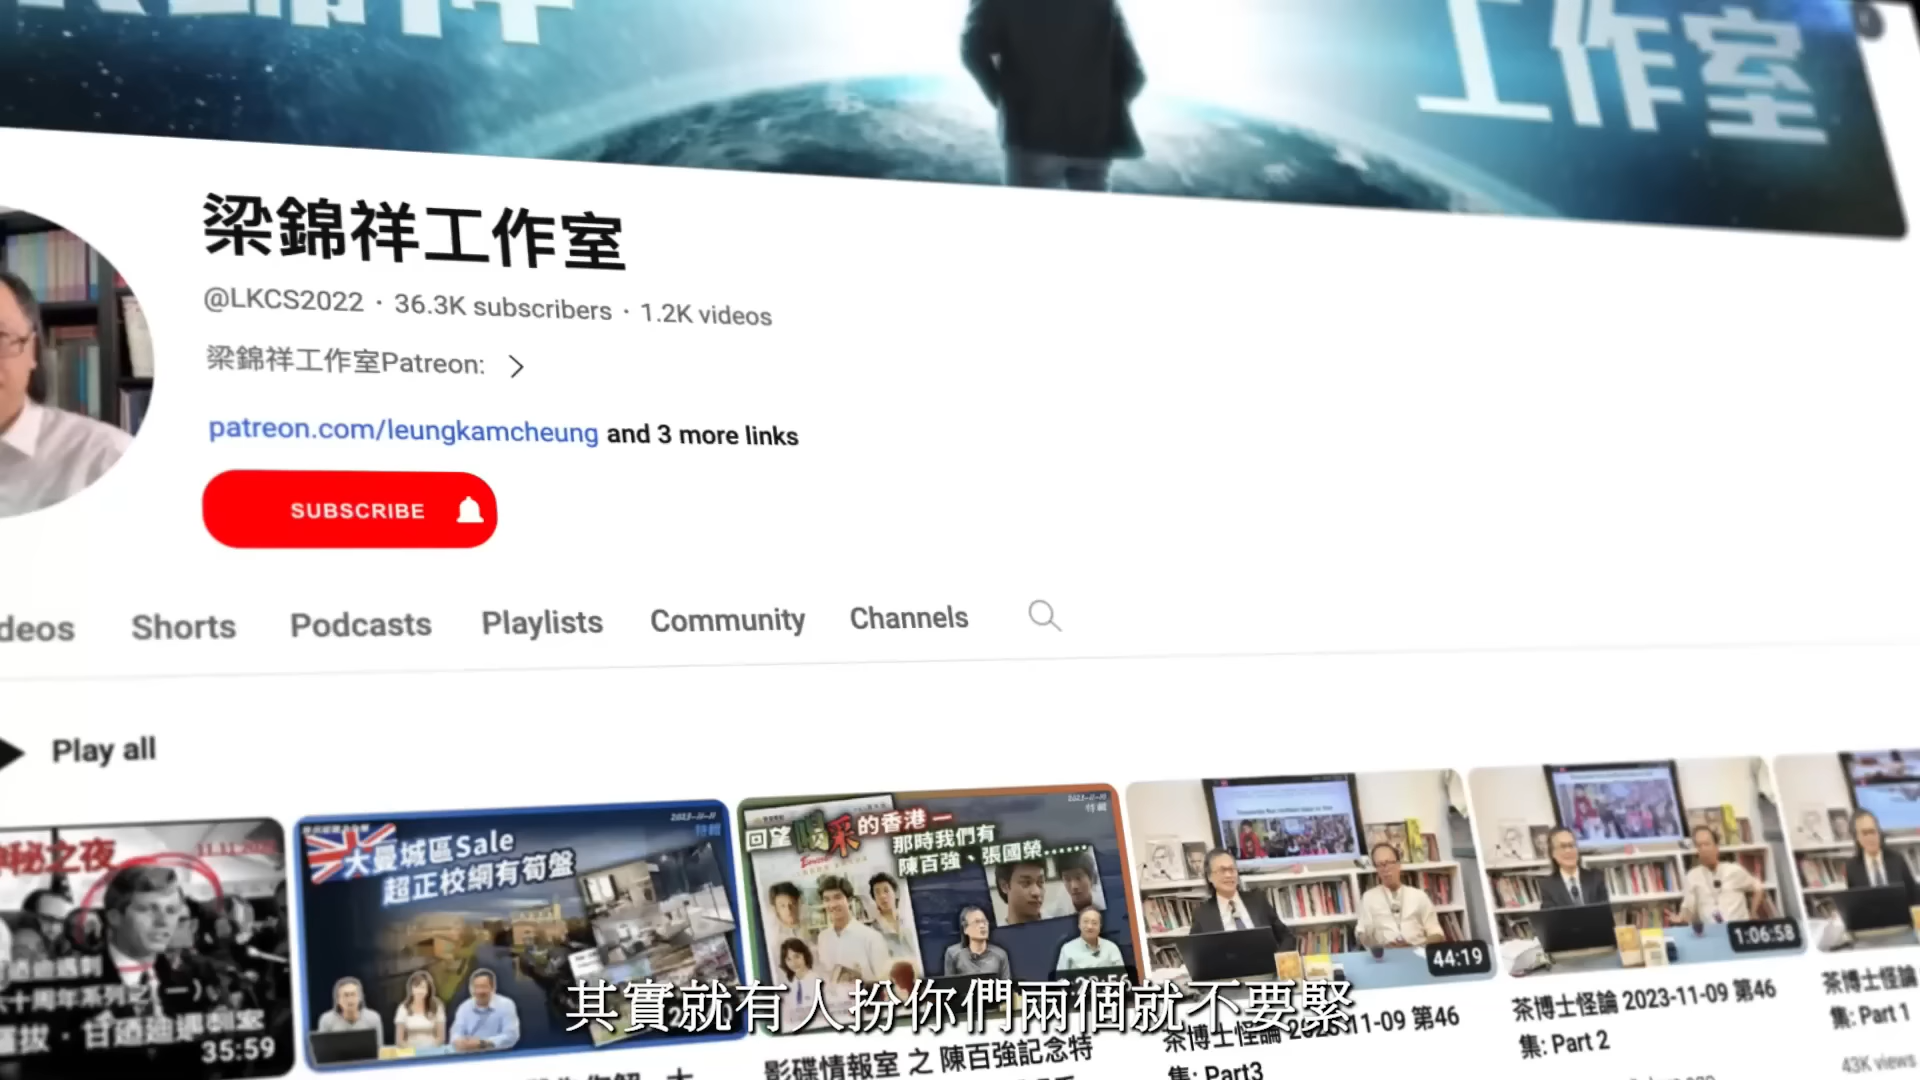 工作室
梁錦祥工作室
@LKCS2022 · 36.3K subscribers · 1.2K videos
梁錦祥工作室Patreon:
patreon.com/leungkamcheung and 3 more links
SUBSCRIBE
Shorts
Podcasts
Playlists
Community
Channels
Play all
35:59
大曼城區Sale
超正校網有筍盤
回望喝采的香港一
那時我們有
陳百強、張國榮……
44:19
1:06:58
其實就有人扮你們兩個就不要緊
影碟情報室 之 陳百強記念特
集: Part3
茶博士怪論 2023-11-09 第46
集: Part 2
茶博士怪論
集: Part 1
43K views